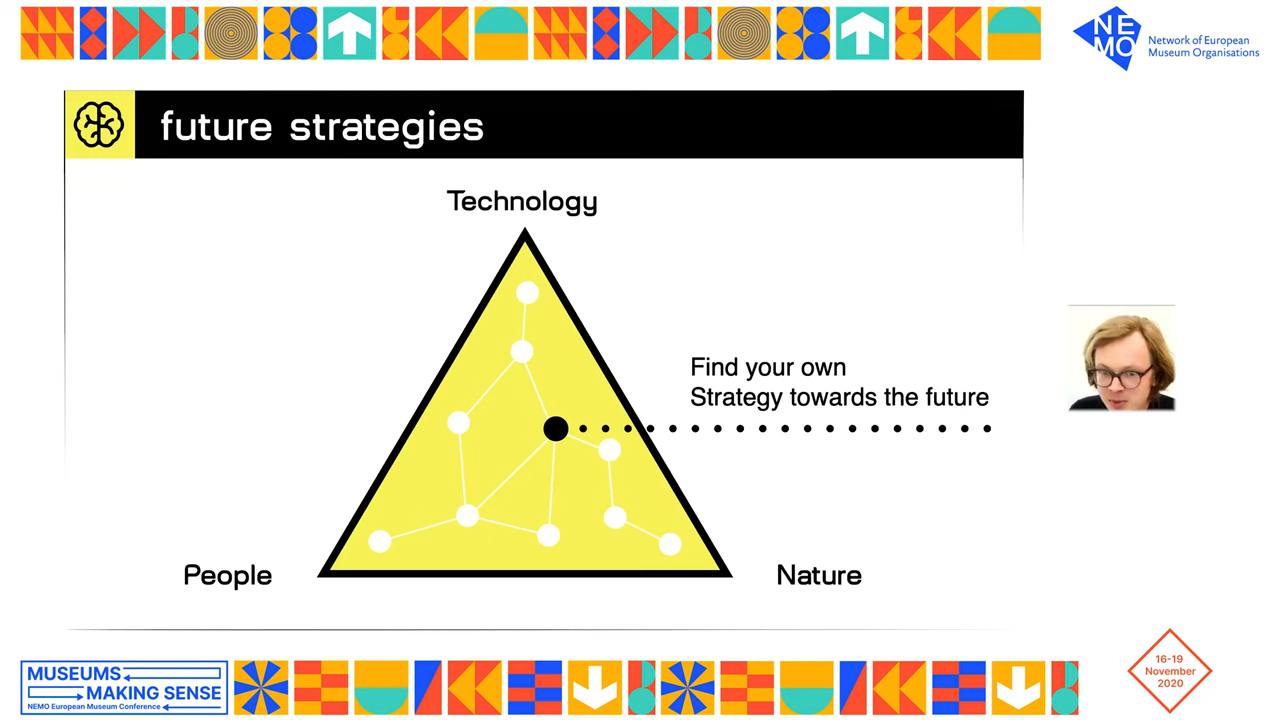 NE
MO
Network of European
Museum Organisations
future strategies
Technology
Find your own
Strategy towards the future
People
Nature
MUSEUMS
MAKING SENSE
NEMO European Museum Conference
16-19
November
2020